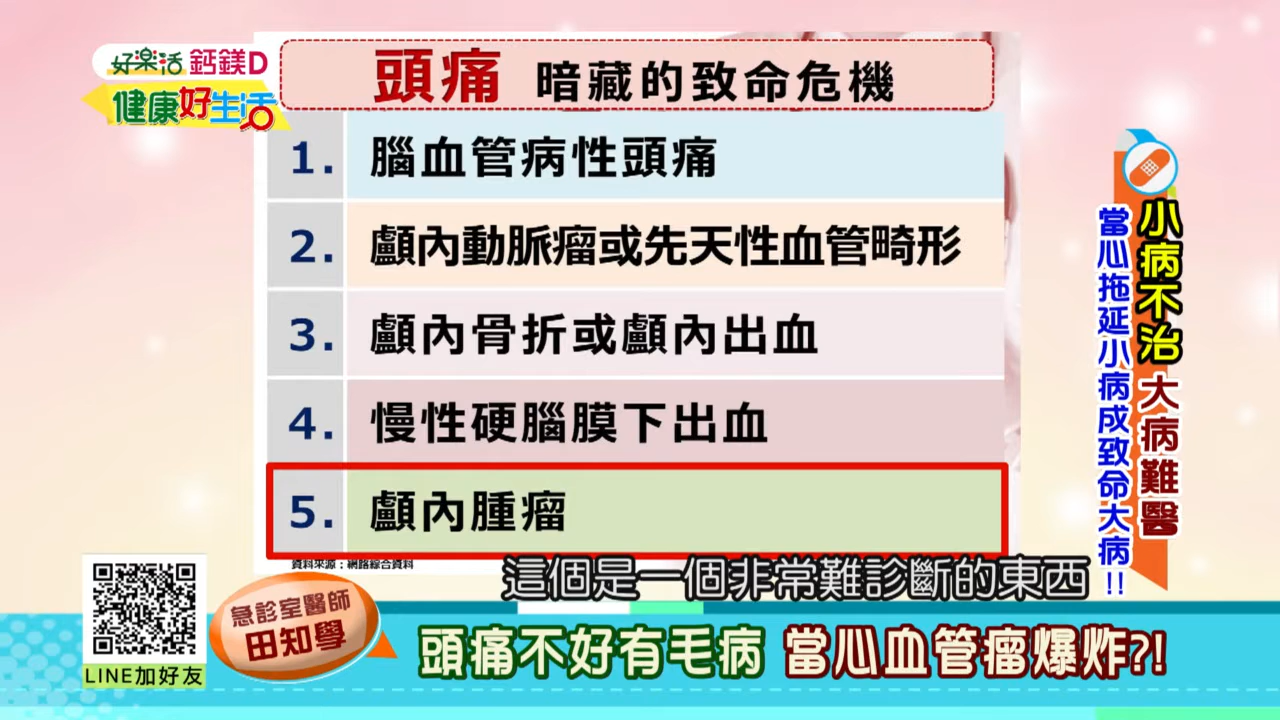 好樂活 鈣鎂D
健康好生活
頭痛 暗藏的致命危機
1. 腦血管病性頭痛
2. 顱內動脈瘤或先天性血管畸形
3. 顱內骨折或顱內出血
4. 慢性硬腦膜下出血
5. 顱內腫瘤
資料來源：網路綜合資料
小病不治 大病難醫
當心拖延小病成致命大病!!
這個是一個非常難診斷的東西
急診室醫師
田知學
頭痛不好有毛病 當心血管瘤爆炸?!
LINE加好友